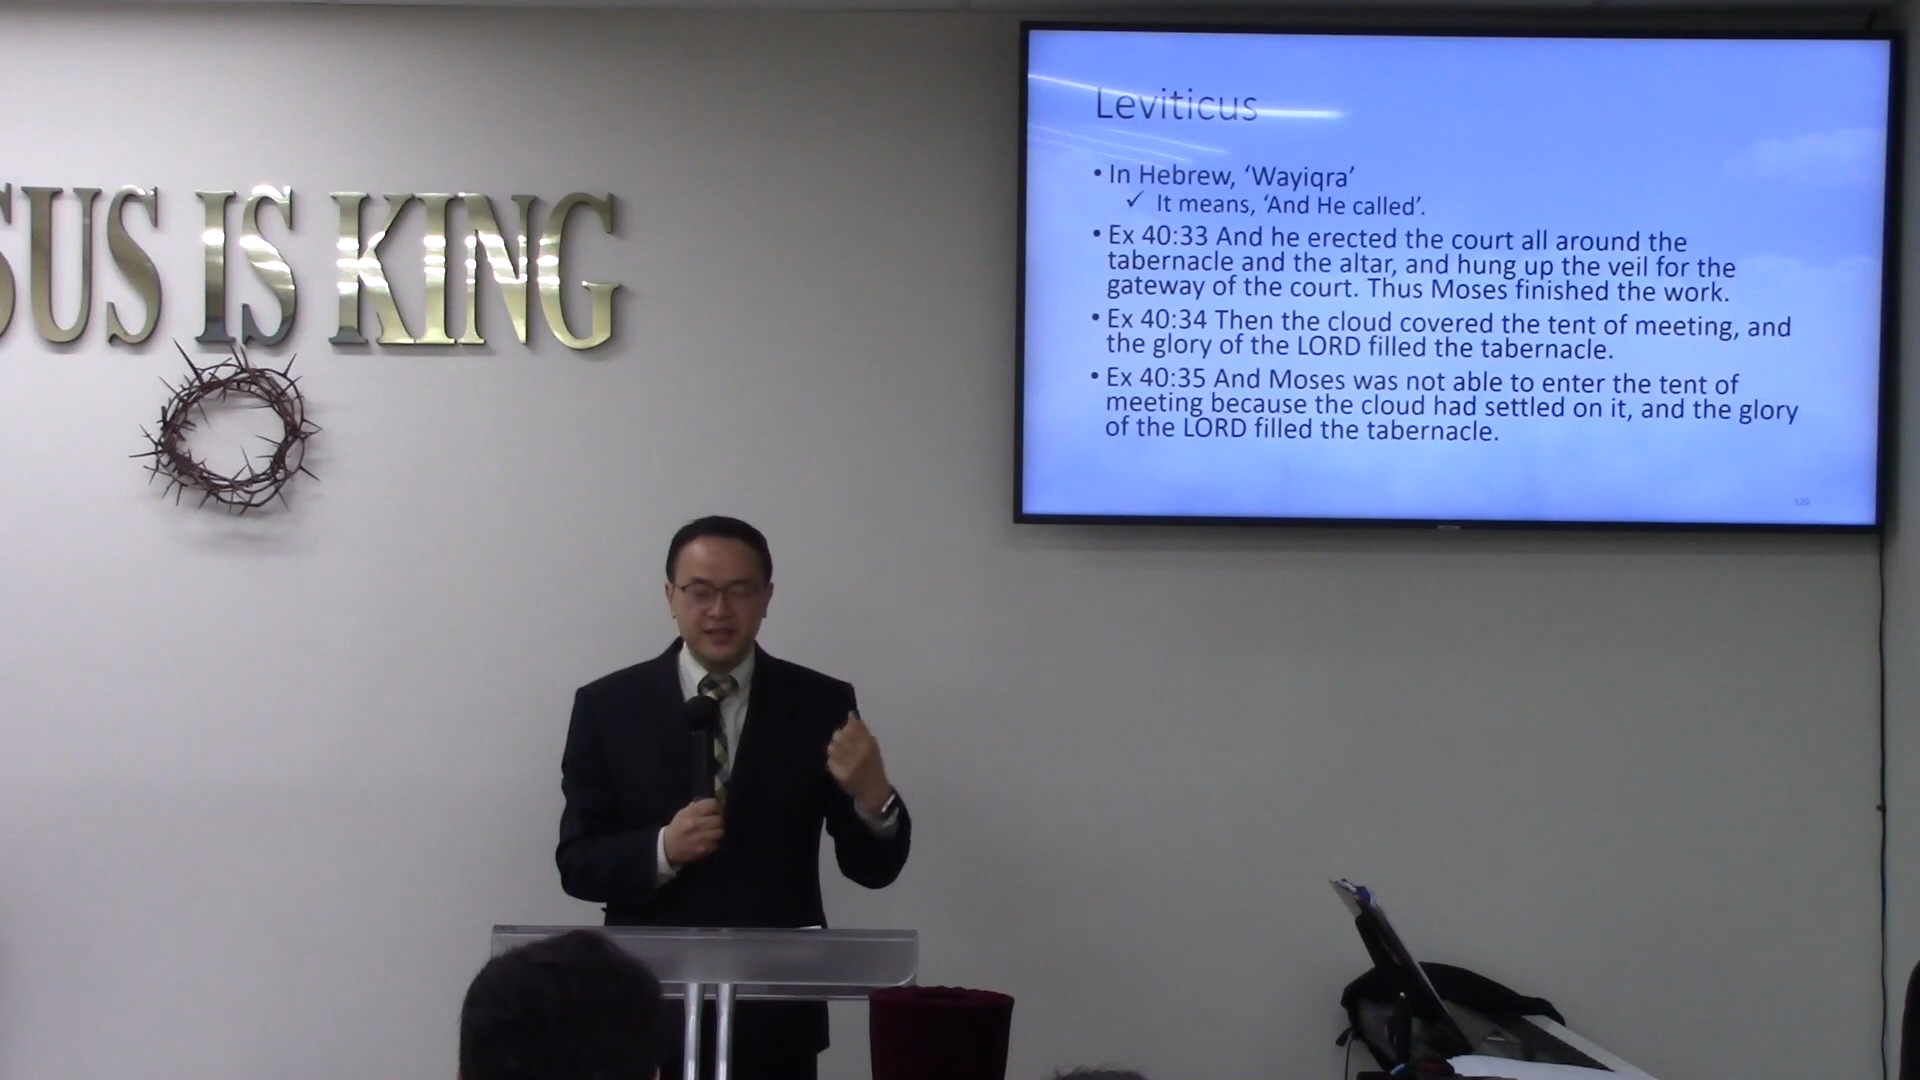 SUS IS KING
Leviticus
• In Hebrew, ‘Wayiqra’
✓ It means, ‘And He called’.
• Ex 40:33 And he erected the court all around the
tabernacle and the altar, and hung up the veil for the
gateway of the court. Thus Moses finished the work.
• Ex 40:34 Then the cloud covered the tent of meeting, and
the glory of the LORD filled the tabernacle.
• Ex 40:35 And Moses was not able to enter the tent of
meeting because the cloud had settled on it, and the glory
of the LORD filled the tabernacle.